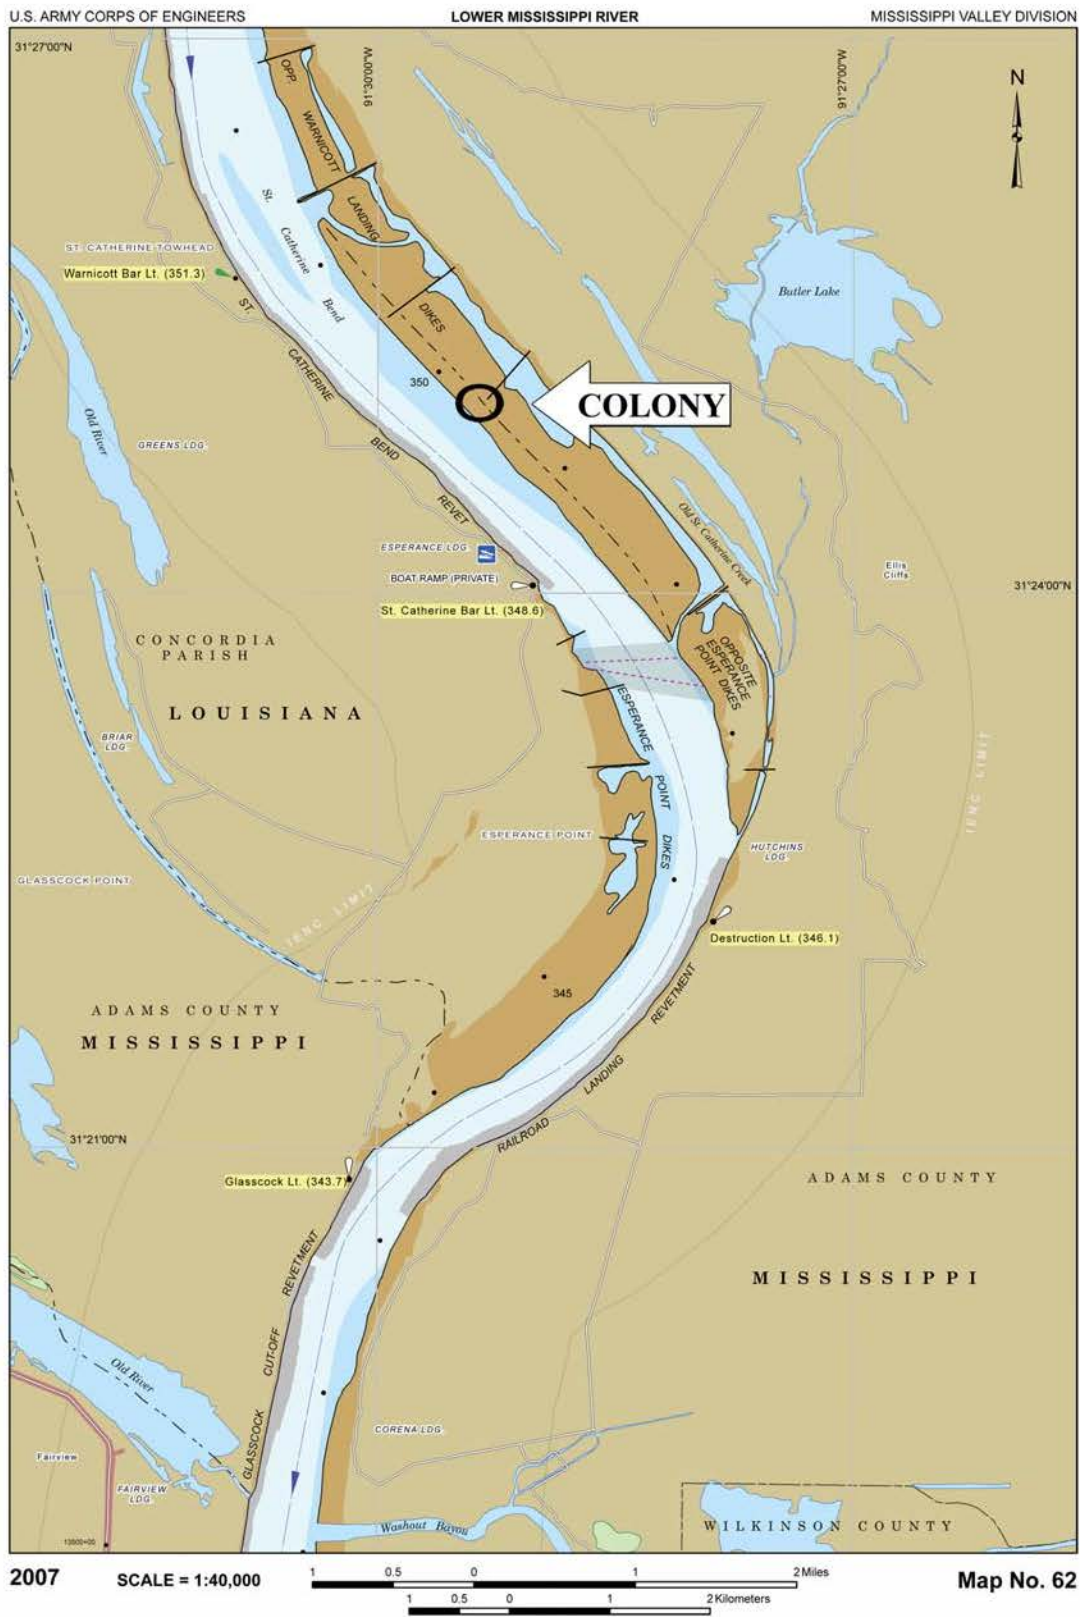 U.S. ARMY CORPS OF ENGINEERS
LOWER MISSISSIPPI RIVER
MISSISSIPPI VALLEY DIVISION
31°27'00"N
91°30'00"W
91°27'00"W
N
OPP.
WARNICOTT
LANDING
DIKES
St.
Catherine
Bend
ST. CATHERINE TOWHEAD
Warnicott Bar Lt. (351.3)
Butler Lake
ST.
CATHERINE
BEND
REVET
350
COLONY
Old River
GREENS LDG.
Old St. Catherine Creek
ESPERANCE LDG.
BOAT RAMP (PRIVATE)
St. Catherine Bar Lt. (348.6)
Ellis
Cliffs
31°24'00"N
CONCORDIA
PARISH
LOUISIANA
OPPOSITE
ESPERANCE
POINT DIKES
ESPERANCE
POINT
DIKES
BRIAR
LDG.
IENC LIMIT
ESPERANCE POINT
HUTCHINS
LDG.
GLASSCOCK POINT
IENC LIMIT
Destruction Lt. (346.1)
345
ADAMS COUNTY
MISSISSIPPI
REVETMENT
LANDING
RAILROAD
31°21'00"N
Glasscock Lt. (343.7)
ADAMS COUNTY
MISSISSIPPI
REVETMENT
CUT-OFF
GLASSCOCK
Old River
CORENA LDG.
Fairview
FAIRVIEW
LDG.
Washout Bayou
WILKINSON COUNTY
13500+00
2007
SCALE = 1:40,000
1 0.5 0 1 2 Miles
1 0.5 0 1 2 Kilometers
Map No. 62